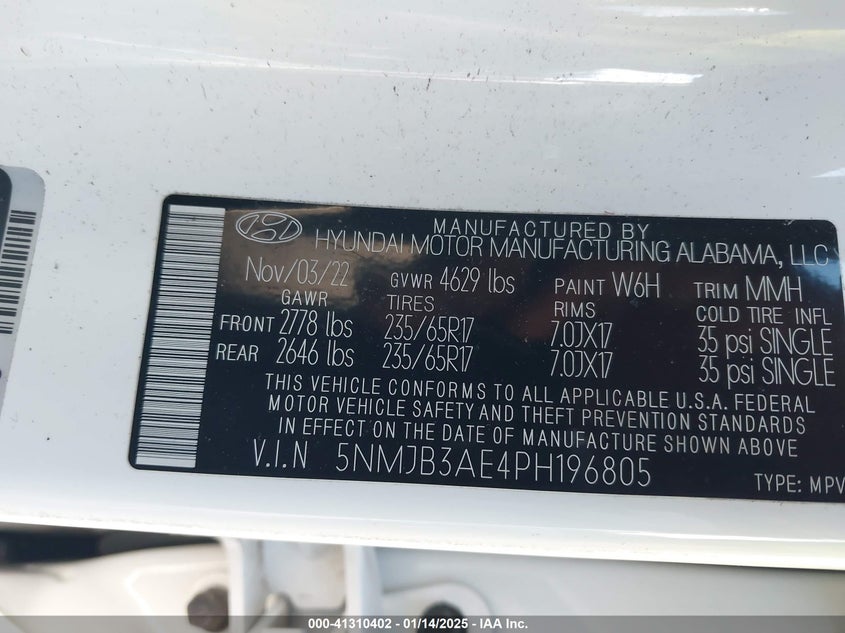 MANUFACTURED BY
HYUNDAI MOTOR MANUFACTURING ALABAMA, LLC
Nov/03/22 GVWR 4629 lbs PAINT W6H TRIM MMH
GAWR TIRES RIMS COLD TIRE INFL
FRONT 2778 lbs 235/65R17 7.0JX17 35 psi SINGLE
REAR 2646 lbs 235/65R17 7.0JX17 35 psi SINGLE
THIS VEHICLE CONFORMS TO ALL APPLICABLE U.S.A. FEDERAL
MOTOR VEHICLE SAFETY AND THEFT PREVENTION STANDARDS
IN EFFECT ON THE DATE OF MANUFACTURE SHOWN ABOVE
V.I.N 5NMJB3AE4PH196805
TYPE: MPV
000-41310402 - 01/14/2025 - IAA Inc.